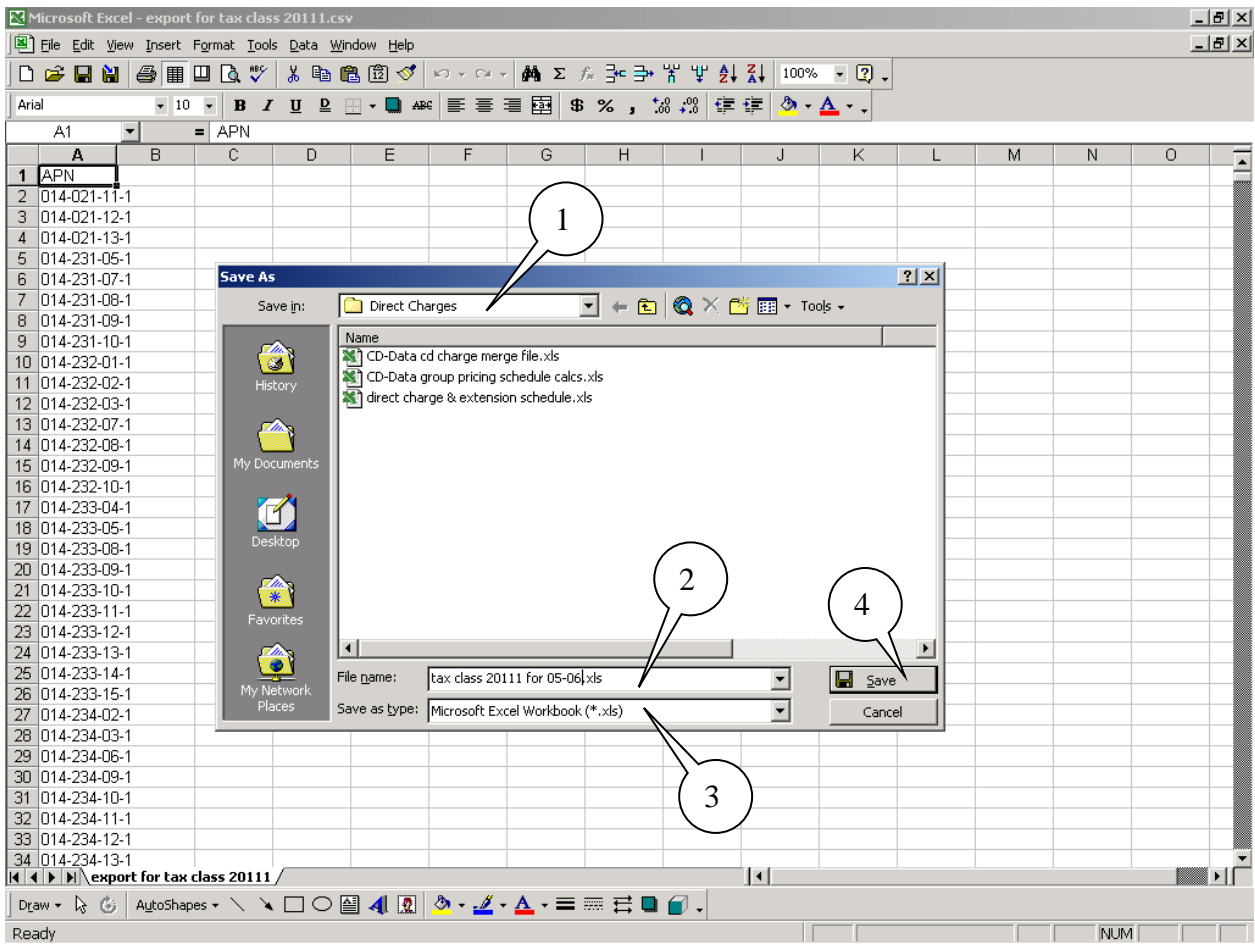 Microsoft Excel - export for tax class 20111.csv
File Edit View Insert Format Tools Data Window Help
100%
Arial 10 B I U D ABC $ % ,
A1 = APN
A B C D E F G H I J K L M N O
1 APN
2 014-021-11-1
3 014-021-12-1
4 014-021-13-1
5 014-231-05-1
6 014-231-07-1
7 014-231-08-1
8 014-231-09-1
9 014-231-10-1
10 014-232-01-1
11 014-232-02-1
12 014-232-03-1
13 014-232-07-1
14 014-232-08-1
15 014-232-09-1
16 014-232-10-1
17 014-233-04-1
18 014-233-05-1
19 014-233-08-1
20 014-233-09-1
21 014-233-10-1
22 014-233-11-1
23 014-233-12-1
24 014-233-13-1
25 014-233-14-1
26 014-233-15-1
27 014-234-02-1
28 014-234-03-1
29 014-234-06-1
30 014-234-09-1
31 014-234-10-1
32 014-234-11-1
33 014-234-12-1
34 014-234-13-1
1
Save As
Save in: Direct Charges Tools
Name
CD-Data cd charge merge file.xls
CD-Data group pricing schedule calcs.xls
direct charge & extension schedule.xls
History
My Documents
Desktop
Favorites
My Network
Places
2
4
File name: tax class 20111 for 05-06.xls Save
Save as type: Microsoft Excel Workbook (*.xls) Cancel
3
export for tax class 20111
Draw AutoShapes
Ready NUM